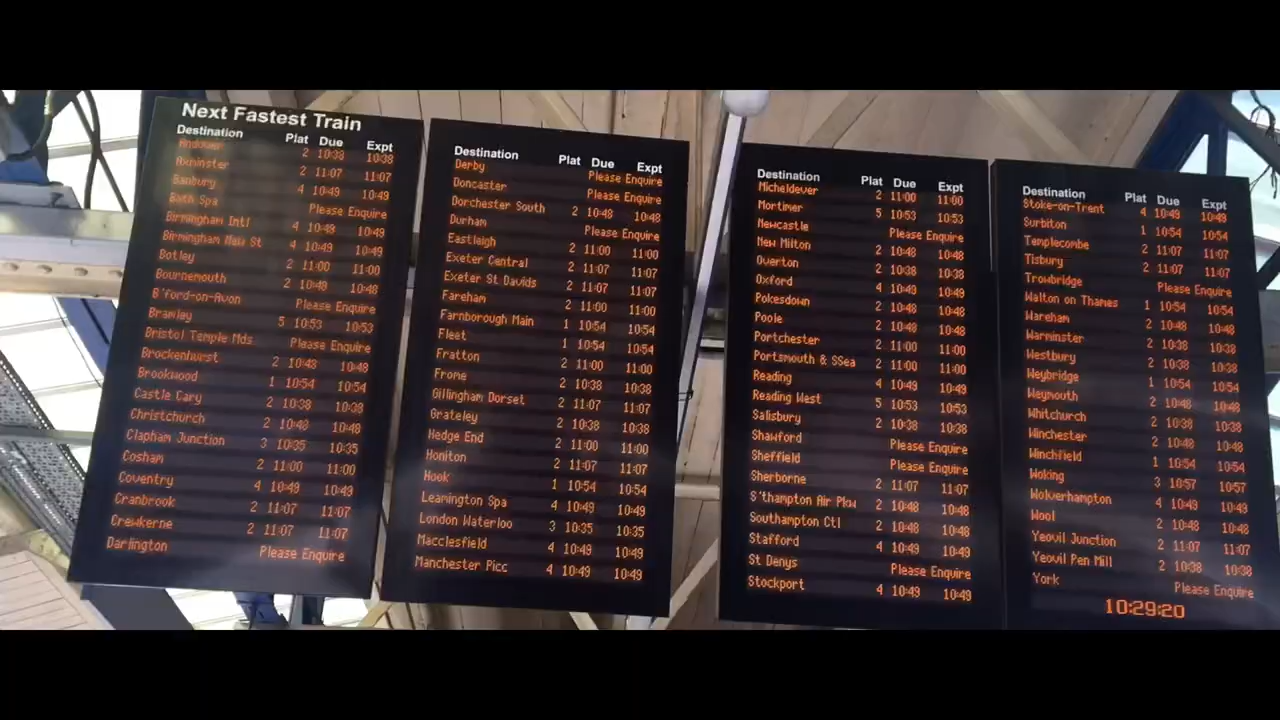 Next Fastest Train
Destination Plat Due Expt
Andover 2 10:38 10:38
Axminster 2 11:07 11:07
Banbury 4 10:49 10:49
Bath Spa Please Enquire
Birmingham Intl 4 10:49 10:49
Birmingham New St 4 10:49 10:49
Botley 2 11:00 11:00
Bournemouth 2 10:48 10:48
B'ford-on-Avon Please Enquire
Bramley 5 10:53 10:53
Bristol Temple Mds Please Enquire
Brockenhurst 2 10:48 10:48
Brookwood 1 10:54 10:54
Castle Cary 2 10:38 10:38
Christchurch 2 10:48 10:48
Clapham Junction 3 10:35 10:35
Cosham 2 11:00 11:00
Coventry 4 10:49 10:49
Cranbrook 2 11:07 11:07
Crewkerne 2 11:07 11:07
Darlington Please Enquire
Destination Plat Due Expt
Derby Please Enquire
Doncaster Please Enquire
Dorchester South 2 10:48 10:48
Durham Please Enquire
Eastleigh 2 11:00 11:00
Exeter Central 2 11:07 11:07
Exeter St Davids 2 11:07 11:07
Fareham 2 11:00 11:00
Farnborough Main 1 10:54 10:54
Fleet 1 10:54 10:54
Fratton 2 11:00 11:00
Frome 2 10:38 10:38
Gillingham Dorset 2 11:07 11:07
Grateley 2 10:38 10:38
Hedge End 2 11:00 11:00
Honiton 2 11:07 11:07
Hook 1 10:54 10:54
Leamington Spa 4 10:49 10:49
London Waterloo 3 10:35 10:35
Macclesfield 4 10:49 10:49
Manchester Picc 4 10:49 10:49
Destination Plat Due Expt
Micheldever 2 11:00 11:00
Mortimer 5 10:53 10:53
Newcastle Please Enquire
New Milton 2 10:48 10:48
Overton 2 10:38 10:38
Oxford 4 10:49 10:49
Pokesdown 2 10:48 10:48
Poole 2 10:48 10:48
Portchester 2 11:00 11:00
Portsmouth & SSea 2 11:00 11:00
Reading 4 10:49 10:49
Reading West 5 10:53 10:53
Salisbury 2 10:38 10:38
Shawford Please Enquire
Sheffield Please Enquire
Sherborne 2 11:07 11:07
S'thampton Air Pkw 2 10:48 10:48
Southampton Ctl 2 10:48 10:48
Stafford 4 10:49 10:49
St Denys Please Enquire
Stockport 4 10:49 10:49
Destination Plat Due Expt
Stoke-on-Trent 4 10:49 10:49
Surbiton 1 10:54 10:54
Templecombe 2 11:07 11:07
Tisbury 2 11:07 11:07
Trowbridge Please Enquire
Walton on Thames 1 10:54 10:54
Wareham 2 10:48 10:48
Warminster 2 10:38 10:38
Westbury 2 10:38 10:38
Weybridge 1 10:54 10:54
Weymouth 2 10:48 10:48
Whitchurch 2 10:38 10:38
Winchester 2 10:48 10:48
Winchfield 1 10:54 10:54
Woking 3 10:57 10:57
Wolverhampton 4 10:49 10:49
Wool 2 10:48 10:48
Yeovil Junction 2 11:07 11:07
Yeovil Pen Mill 2 10:38 10:38
York Please Enquire
10:29:20